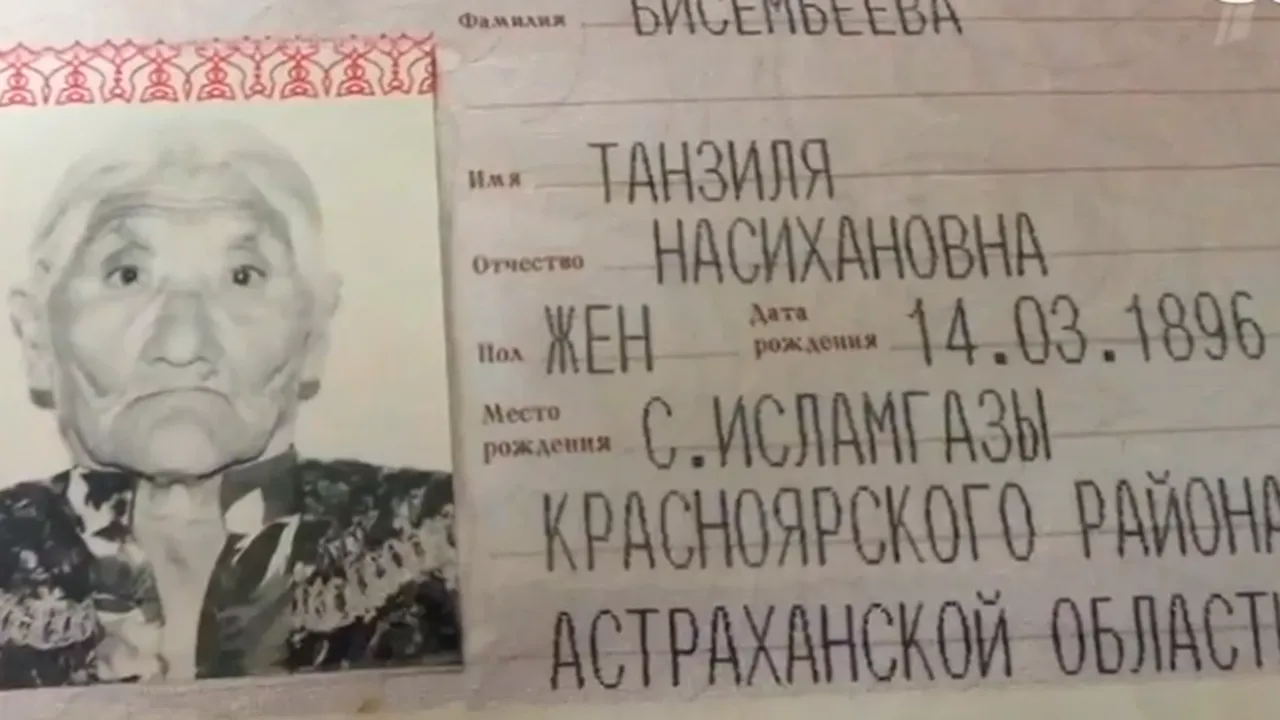 Фамилия БИСЕМБЕЕВА
Имя ТАНЗИЛЯ
Отчество НАСИХАНОВНА
Пол ЖЕН Дата рождения 14.03.1896
Место рождения С.ИСЛАМГАЗЫ
КРАСНОЯРСКОГО РАЙОНА
АСТРАХАНСКОЙ ОБЛАСТИ